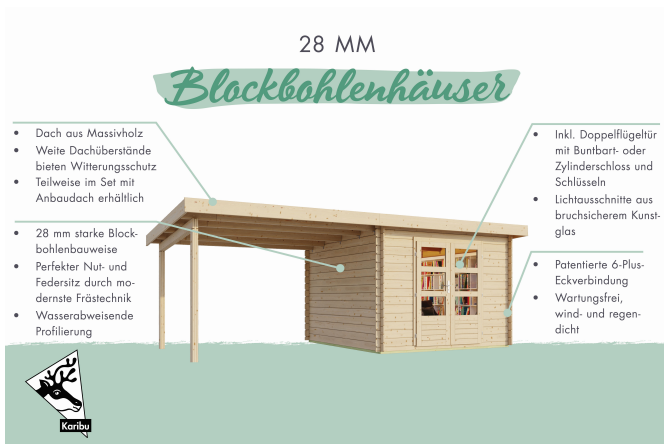 28 MM
Blockbohlenhäuser
• Dach aus Massivholz
• Weite Dachüberstände
bieten Witterungsschutz
• Teilweise im Set mit
Anbaudach erhältlich
• 28 mm starke Block-
bohlenbauweise
• Perfekter Nut- und
Federsitz durch mo-
dernste Frästechnik
• Wasserabweisende
Profilierung
• Inkl. Doppelflügeltür
mit Buntbart- oder
Zylinderschloss und
Schlüsseln
• Lichtausschnitte aus
bruchsicherem Kunst-
glas
• Patentierte 6-Plus-
Eckverbindung
• Wartungsfrei,
wind- und regen-
dicht
Karibu